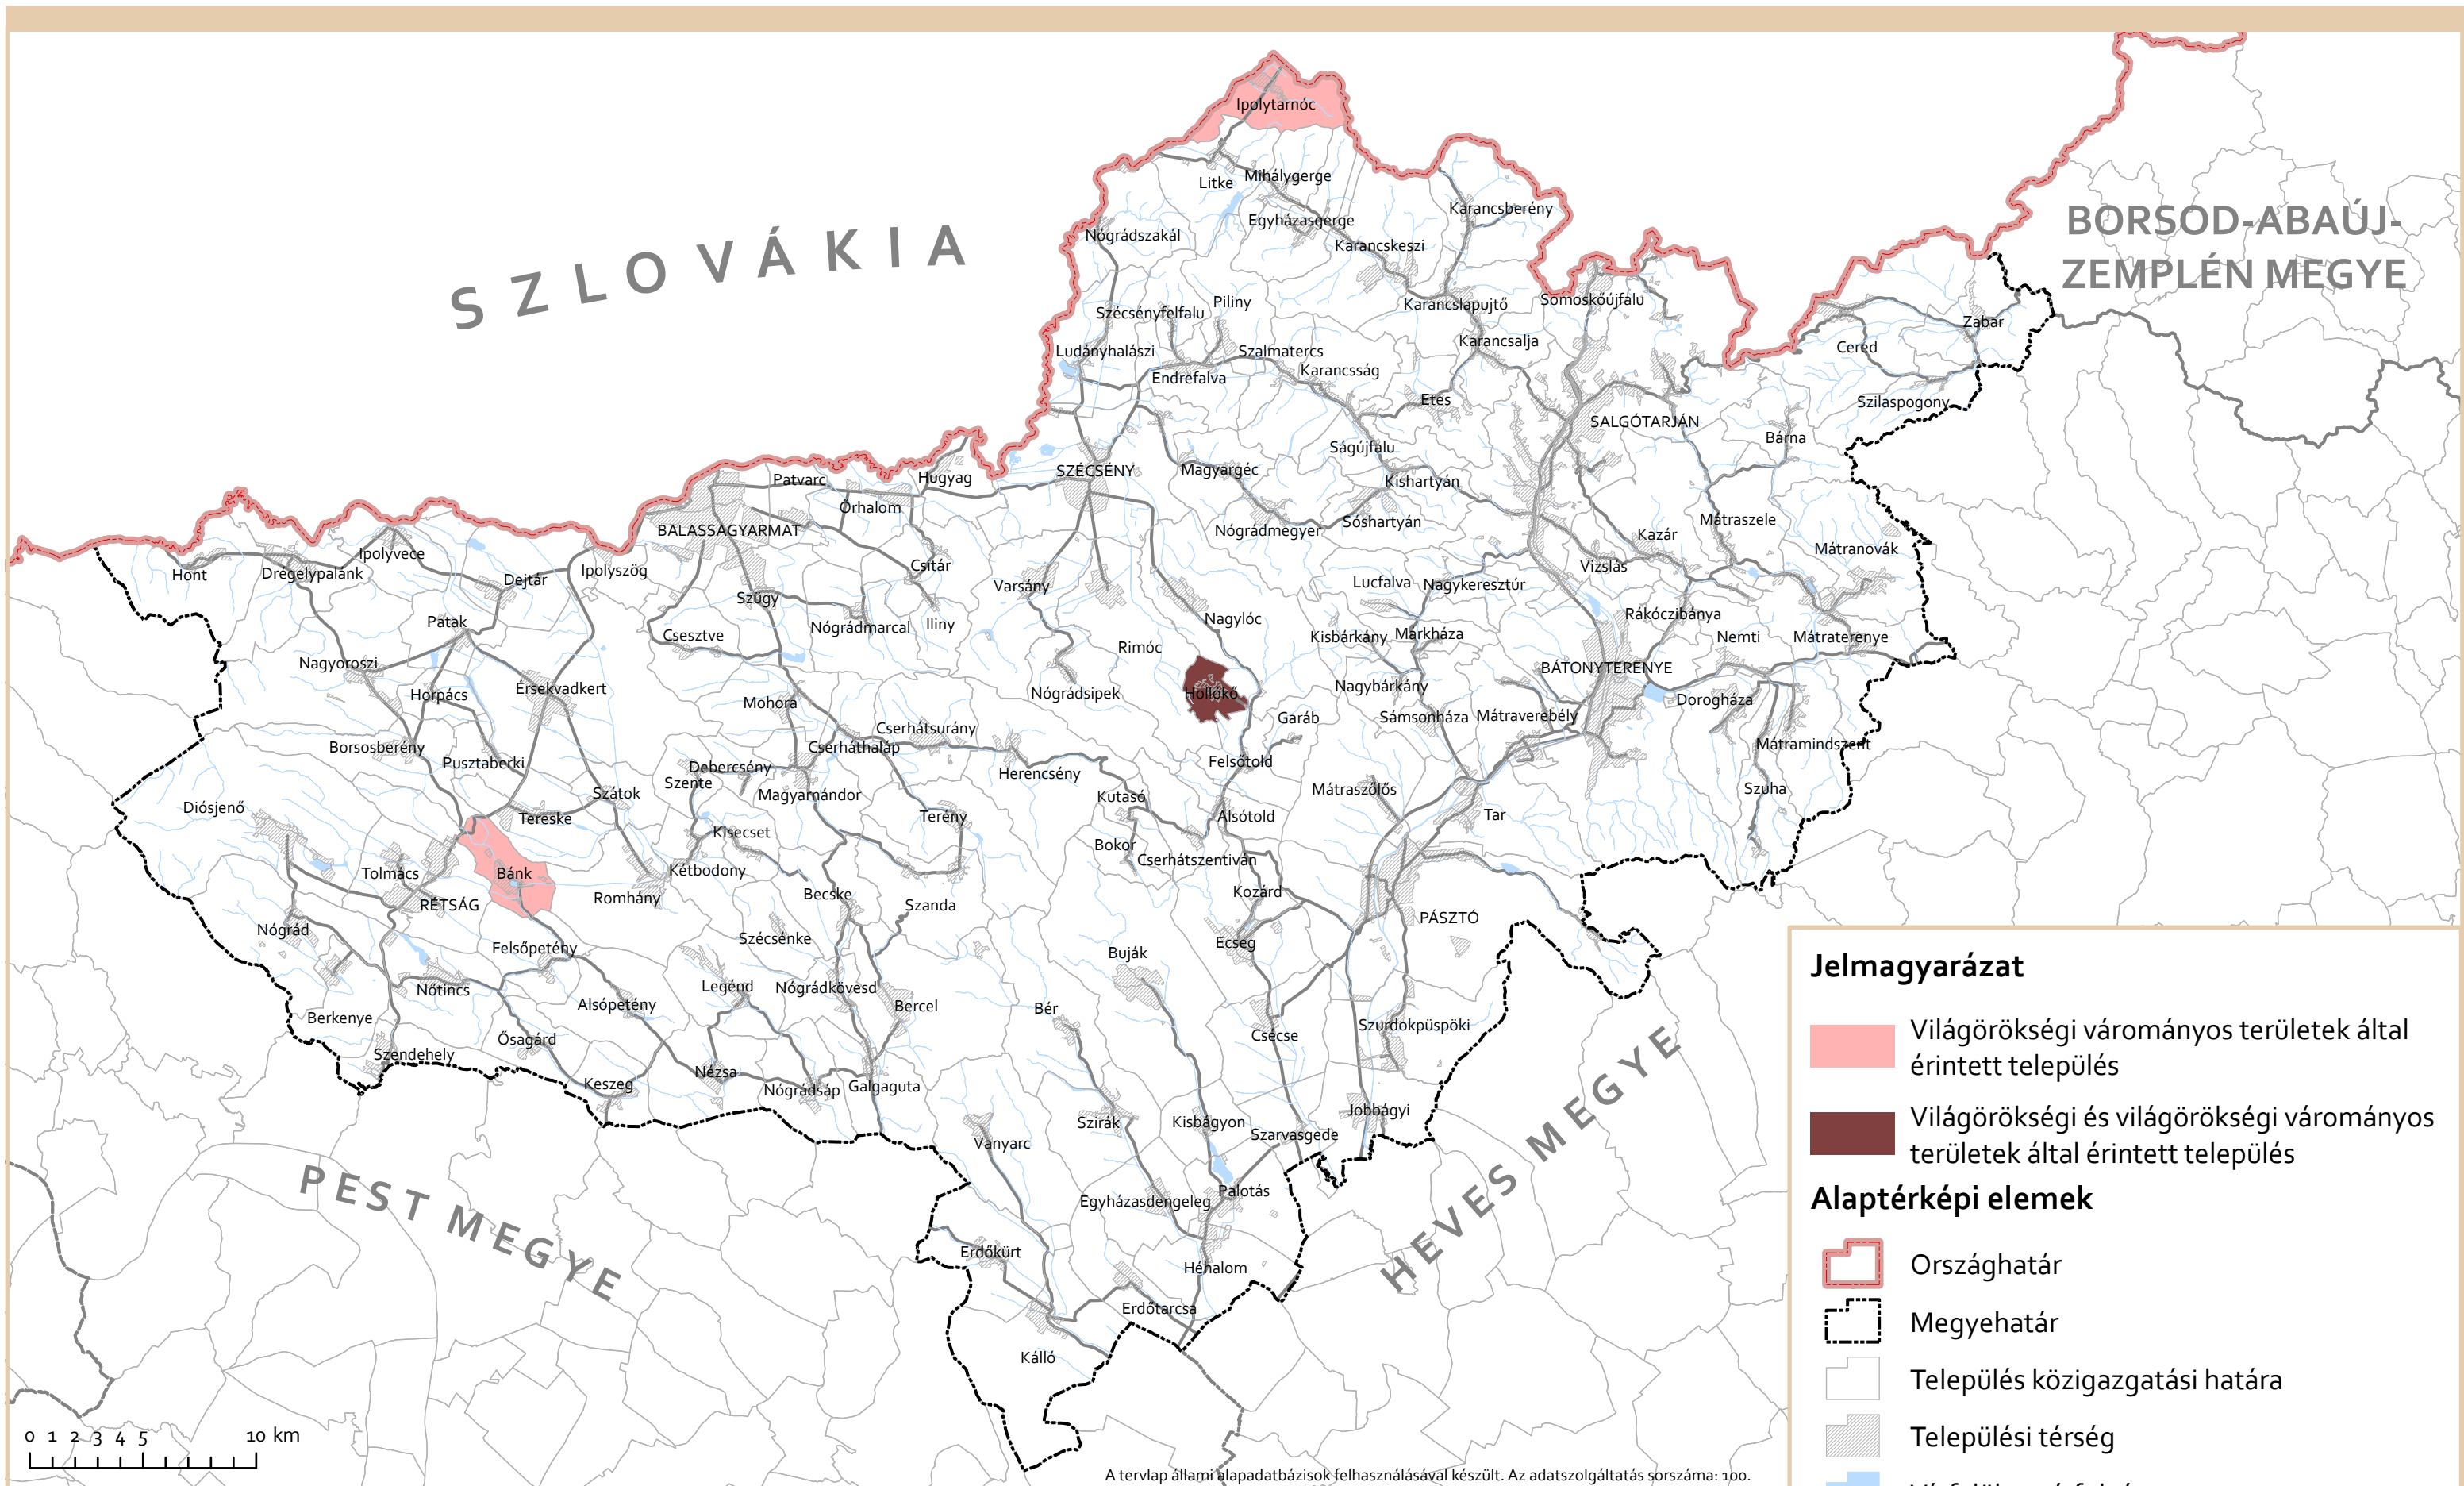 SZLOVÁKIA
BORSOD-ABAÚJ-
ZEMPLÉN MEGYE
Ipolytarnóc
Litke
Mihálygerge
Egyházasgerge
Karancsberény
Nógrádszakál
Karancskeszi
Piliny
Szécsényfelfalu
Karancslapujtő
Somoskőújfalu
Zabar
Cered
Ludányhalászi
Szalmatercs
Karancsalja
Endrefalva
Karancsság
Etes
Szilaspogony
SALGÓTARJÁN
Bárna
Ságújfalu
SZÉCSÉNY
Magyargéc
Kishartyán
Hugyag
Patvarc
Őrhalom
Sóshartyán
Nógrádmegyer
Mátraszele
BALASSAGYARMAT
Kazár
Mátranovák
Ipolyvece
Hont
Drégelypalánk
Dejtár
Ipolyszög
Csitár
Varsány
Lucfalva
Nagykeresztúr
Vizslás
Szügy
Patak
Csesztve
Nógrádmarcal
Iliny
Nagylóc
Rákóczibánya
Rimóc
Kisbárkány
Márkháza
Nemti
Mátraterenye
Nagyoroszi
Horpács
Érsekvadkert
Mohora
Nógrádsipek
Hollókő
Nagybárkány
BÁTONYTERENYE
Dorogháza
Garáb
Sámsonháza
Mátraverebély
Cserhátsurány
Cserháthaláp
Mátramindszent
Borsosberény
Pusztaberki
Debercsény
Szente
Magyarnándor
Herencsény
Felsőtold
Kutasó
Mátraszőlős
Szuha
Diósjenő
Szátok
Tereske
Kisecset
Terény
Alsótold
Tar
Bokor
Cserhátszentiván
Tolmács
Bánk
Kétbodony
Romhány
Becske
Kozárd
RÉTSÁG
Szanda
PÁSZTÓ
Nógrád
Felsőpetény
Szécsénke
Buják
Ecseg
Nőtincs
Legénd
Nógrádkövesd
Alsópetény
Bercel
Bér
Berkenye
Szurdokpüspöki
Csécse
Szendehely
Ősagárd
Keszeg
Nézsa
Nógrádsáp
Galgaguta
Jobbágyi
Szirák
Kisbágyon
Szarvasgede
Vanyarc
Palotás
Egyházasdengeleg
Erdőkürt
Héhalom
Erdőtarcsa
Kálló
PEST MEGYE
HEVES MEGYE
Jelmagyarázat
Világörökségi várományos területek által
érintett település
Világörökségi és világörökségi várományos
területek által érintett település
Alaptérképi elemek
Országhatár
Megyehatár
Település közigazgatási határa
Települési térség
0 1 2 3 4 5 10 km
A tervlap állami alapadatbázisok felhasználásával készült. Az adatszolgáltatás sorszáma: 100.